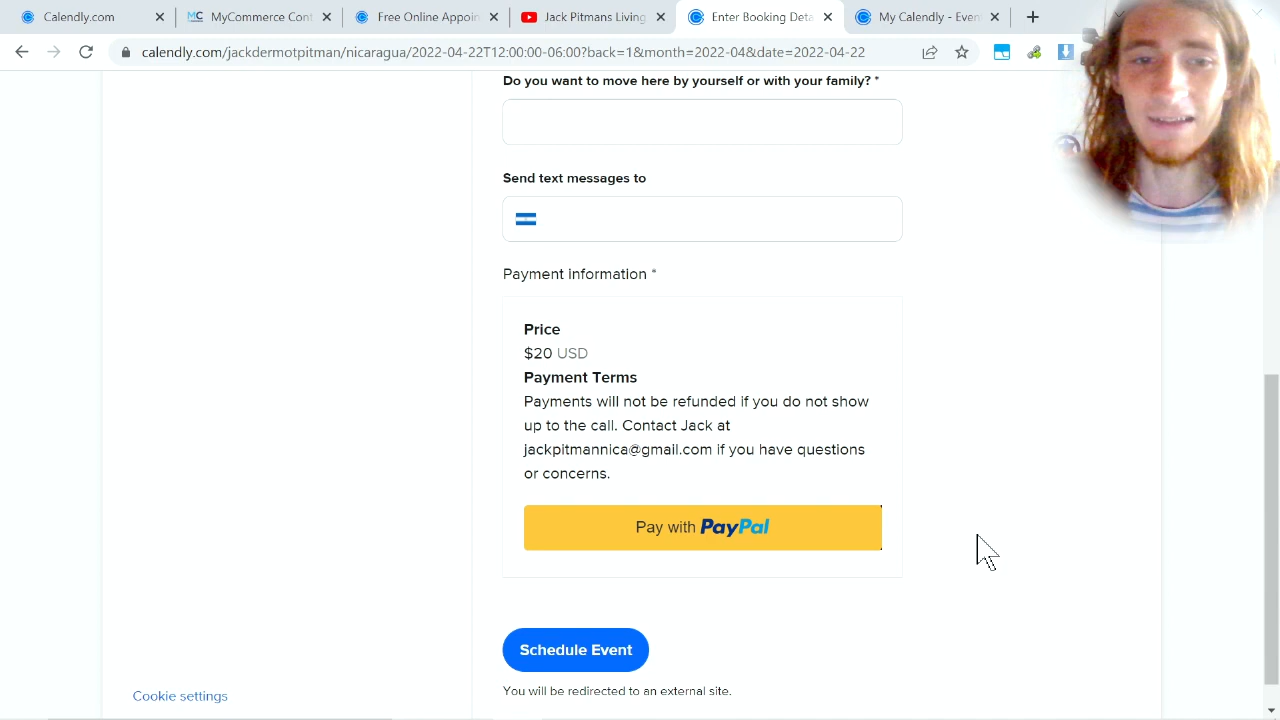 Calendly.com
MyCommerce Cont
Free Online Appoin
Jack Pitmans Living
Enter Booking Deta
My Calendly - Even
calendly.com/jackdermotpitman/nicaragua/2022-04-22T12:00:00-06:00?back=1&month=2022-04&date=2022-04-22
Do you want to move here by yourself or with your family? *
Send text messages to
Payment information *
Price
$20 USD
Payment Terms
Payments will not be refunded if you do not show
up to the call. Contact Jack at
jackpitmannica@gmail.com if you have questions
or concerns.
Pay with PayPal
Schedule Event
You will be redirected to an external site.
Cookie settings